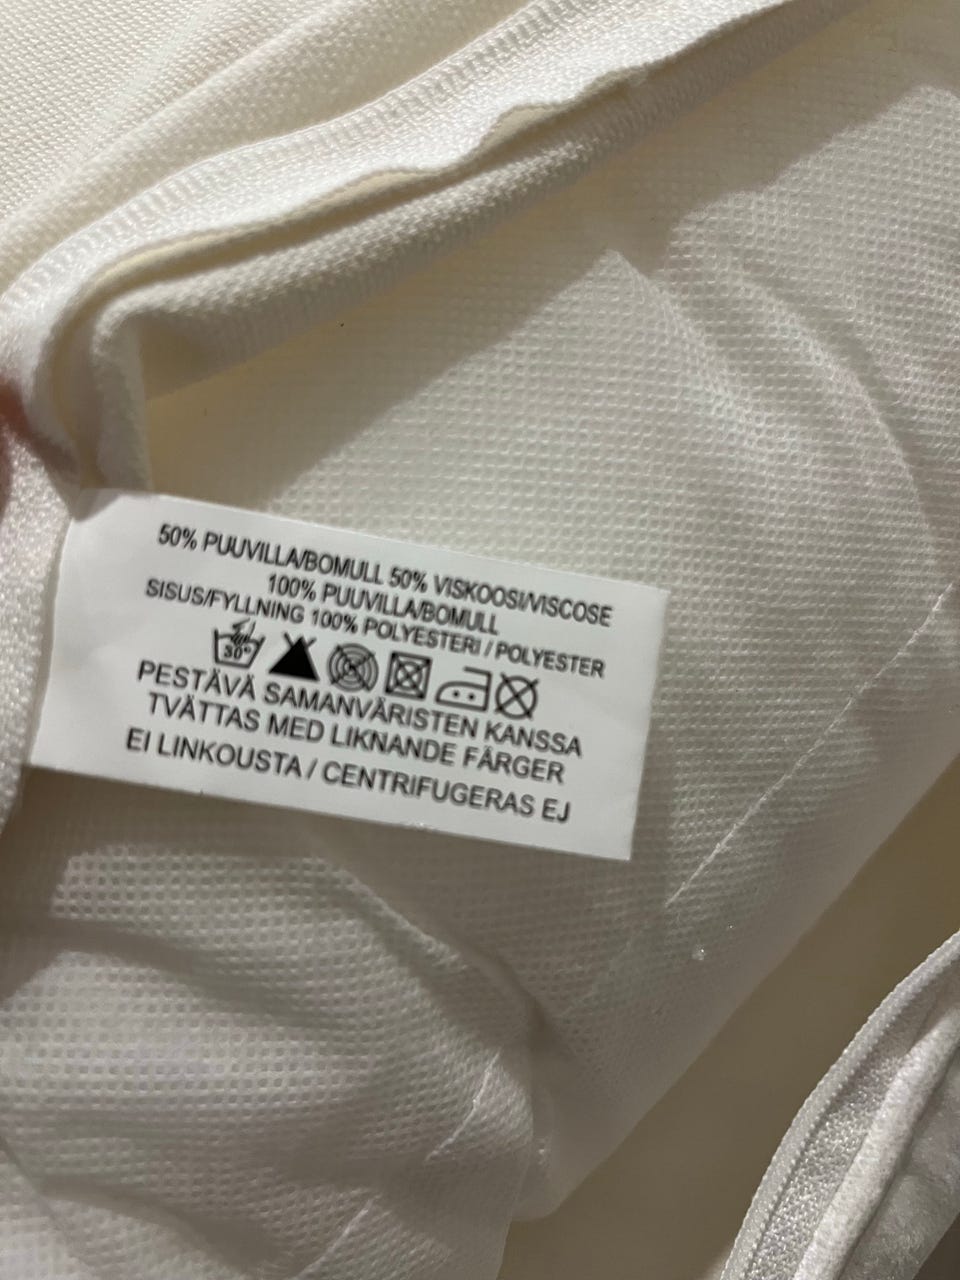 50% PUUVILLA/BOMULL 50% VISKOOSI/VISCOSE
100% PUUVILLA/BOMULL
SISUS/FYLLNING 100% POLYESTERI / POLYESTER
30°
PESTÄVÄ SAMANVÄRISTEN KANSSA
TVÄTTAS MED LIKNANDE FÄRGER
EI LINKOUSTA / CENTRIFUGERAS EJ